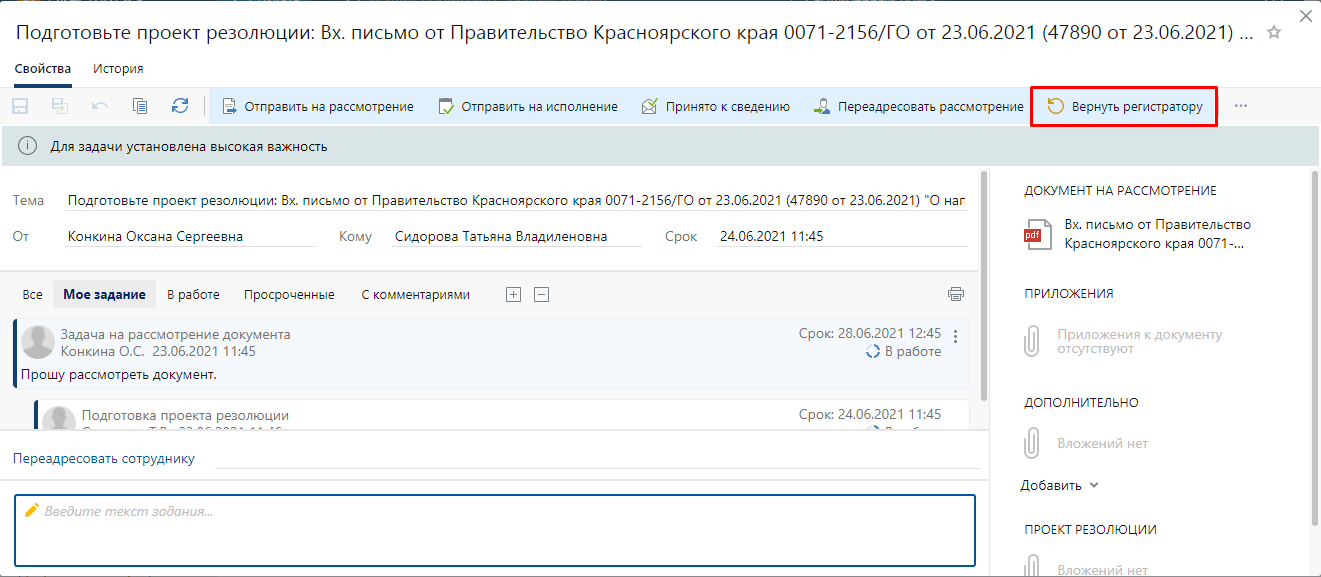 Подготовьте проект резолюции: Вх. письмо от Правительство Красноярского края 0071-2156/ГО от 23.06.2021 (47890 от 23.06.2021) ...
Свойства История
Отправить на рассмотрение Отправить на исполнение Принято к сведению Переадресовать рассмотрение Вернуть регистратору ...
Для задачи установлена высокая важность
Тема Подготовьте проект резолюции: Вх. письмо от Правительство Красноярского края 0071-2156/ГО от 23.06.2021 (47890 от 23.06.2021) "О нап
От Конкина Оксана Сергеевна Кому Сидорова Татьяна Владиленовна Срок 24.06.2021 11:45
Все Мое задание В работе Просроченные С комментариями
Задача на рассмотрение документа Срок: 28.06.2021 12:45
Конкина О.С. 23.06.2021 11:45 В работе
Прошу рассмотреть документ.
Подготовка проекта резолюции Срок: 24.06.2021 11:45
Переадресовать сотруднику
Введите текст задания...
ДОКУМЕНТ НА РАССМОТРЕНИЕ
pdf Вх. письмо от Правительство
Красноярского края 0071-...
ПРИЛОЖЕНИЯ
Приложения к документу
отсутствуют
ДОПОЛНИТЕЛЬНО
Вложений нет
Добавить
ПРОЕКТ РЕЗОЛЮЦИИ
Вложений нет